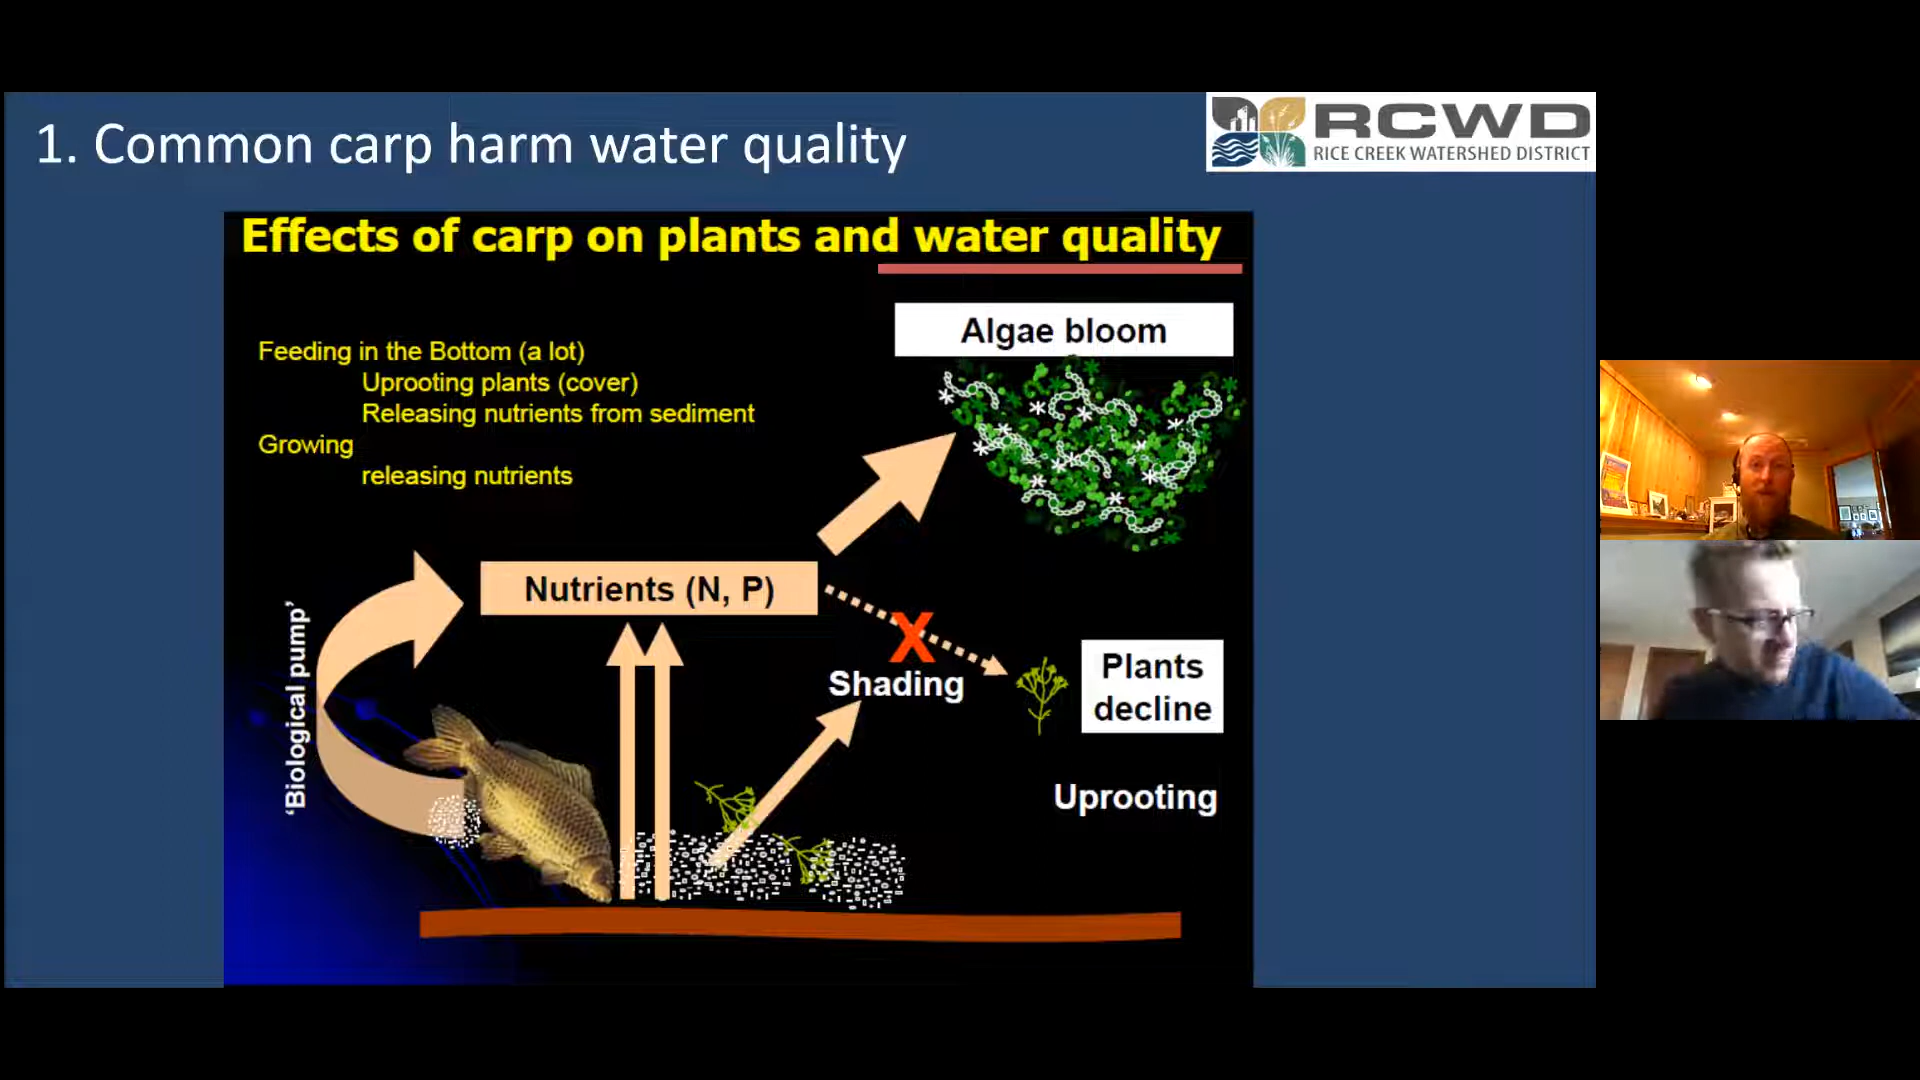 1. Common carp harm water quality
RCWD
RICE CREEK WATERSHED DISTRICT
Effects of carp on plants and water quality
Feeding in the Bottom (a lot)
Uprooting plants (cover)
Releasing nutrients from sediment
Growing
releasing nutrients
Algae bloom
Nutrients (N, P)
'Biological pump'
X
Shading
Plants
decline
Uprooting